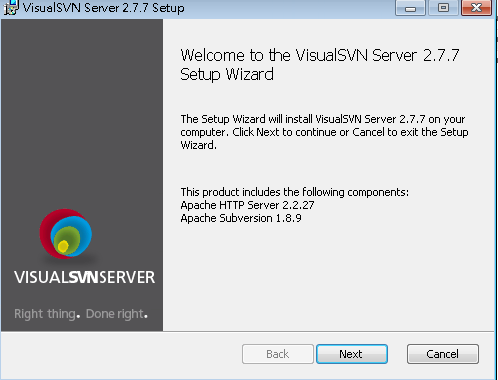 VisualSVN Server 2.7.7 Setup
Welcome to the VisualSVN Server 2.7.7
Setup Wizard
The Setup Wizard will install VisualSVN Server 2.7.7 on your
computer. Click Next to continue or Cancel to exit the Setup
Wizard.
This product includes the following components:
Apache HTTP Server 2.2.27
Apache Subversion 1.8.9
VISUALSVNSERVER
Right thing. Done right.
Back
Next
Cancel